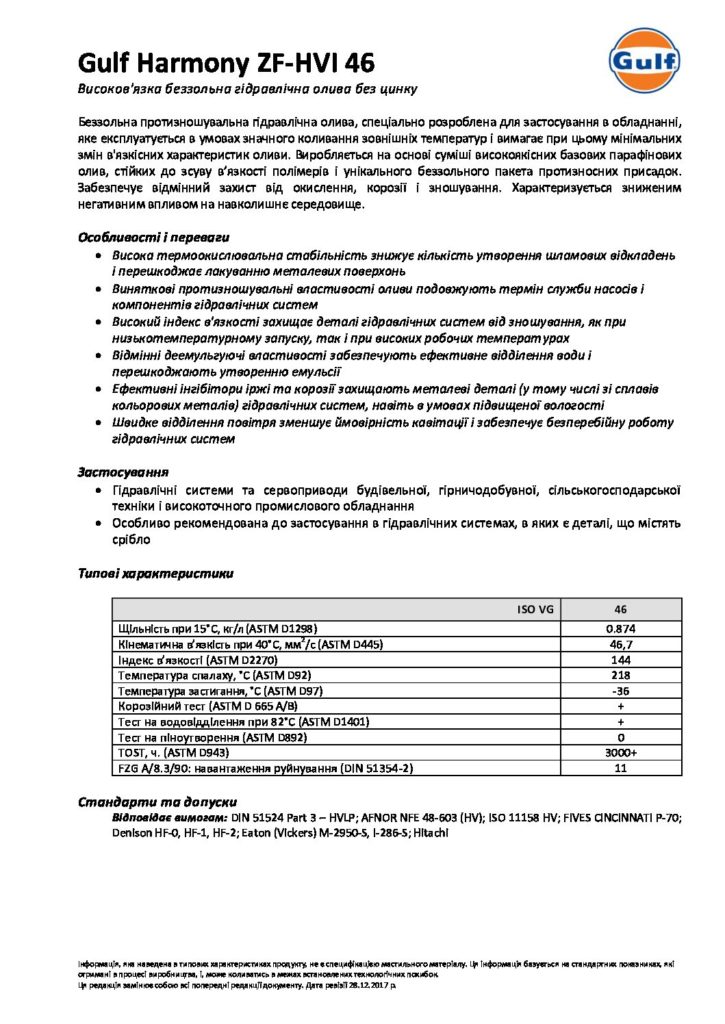 Gulf Harmony ZF-HVI 46
Gulf
Високов'язка беззольна гідравлічна олива без цинку
Беззольна протизношувальна гідравлічна олива, спеціально розроблена для застосування в обладнанні,
яке експлуатується в умовах значного коливання зовнішніх температур і вимагає при цьому мінімальних
змін в'язкісних характеристик оливи. Виробляється на основі суміші високоякісних базових парафінових
олив, стійких до зсуву в'язкості полімерів і унікального беззольного пакета протизносних присадок.
Забезпечує відмінний захист від окислення, корозії і зношування. Характеризується зниженим
негативним впливом на навколишнє середовище.
Особливості і переваги
• Висока термоокислювальна стабільність знижує кількість утворення шламових відкладень
і перешкоджає лакуванню металевих поверхонь
• Виняткові протизношувальні властивості оливи подовжують термін служби насосів і
компонентів гідравлічних систем
• Високий індекс в'язкості захищає деталі гідравлічних систем від зношування, як при
низькотемпературному запуску, так і при високих робочих температурах
• Відмінні деемульгуючі властивості забезпечують ефективне відділення води і
перешкоджають утворенню емульсії
• Ефективні інгібітори іржі та корозії захищають металеві деталі (у тому числі зі сплавів
кольорових металів) гідравлічних систем, навіть в умовах підвищеної вологості
• Швидке відділення повітря зменшує ймовірність кавітації і забезпечує безперебійну роботу
гідравлічних систем
Застосування
• Гідравлічні системи та сервоприводи будівельної, гірничодобувної, сільськогосподарської
техніки і високоточного промислового обладнання
• Особливо рекомендована до застосування в гідравлічних системах, в яких є деталі, що містять
срібло
Типові характеристики
ISO VG 46
Щільність при 15°C, кг/л (ASTM D1298) 0.874
Кінематична в'язкість при 40°C, мм²/с (ASTM D445) 46,7
Індекс в'язкості (ASTM D2270) 144
Температура спалаху, °C (ASTM D92) 218
Температура застигання, °C (ASTM D97) -36
Корозійний тест (ASTM D 665 A/B) +
Тест на водовідділення при 82°C (ASTM D1401) +
Тест на піноутворення (ASTM D892) 0
TOST, ч. (ASTM D943) 3000+
FZG A/8.3/90: навантаження руйнування (DIN 51354-2) 11
Стандарти та допуски
Відповідає вимогам: DIN 51524 Part 3 – HVLP; AFNOR NFE 48-603 (HV); ISO 11158 HV; FIVES CINCINNATI P-70;
Denison HF-0, HF-1, HF-2; Eaton (Vickers) M-2950-S, I-286-S; Hitachi
Інформація, яка наведена в типових характеристиках продукту, не є специфікацією мастильного матеріалу. Ця інформація базується на стандартних показниках, які
отримані в процесі виробництва, і, може коливатись в межах встановлених технологічних похибок.
Ця редакція замінює собою всі попередні редакції документу. Дата ревізії 28.12.2017 р.